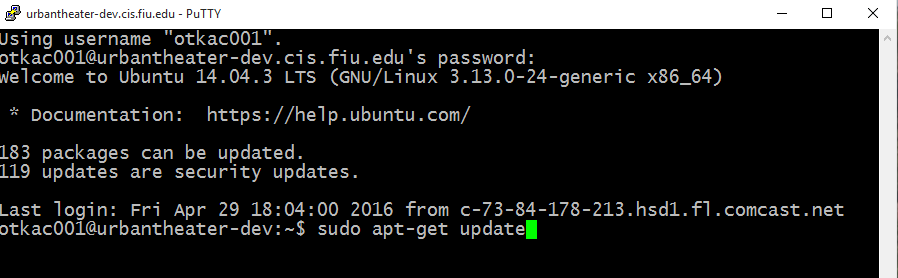 urbantheater-dev.cis.fiu.edu - PuTTY
Using username "otkac001".
otkac001@urbantheater-dev.cis.fiu.edu's password:
Welcome to Ubuntu 14.04.3 LTS (GNU/Linux 3.13.0-24-generic x86_64)
* Documentation:  https://help.ubuntu.com/
183 packages can be updated.
119 updates are security updates.
Last login: Fri Apr 29 18:04:00 2016 from c-73-84-178-213.hsd1.fl.comcast.net
otkac001@urbantheater-dev:~$ sudo apt-get update